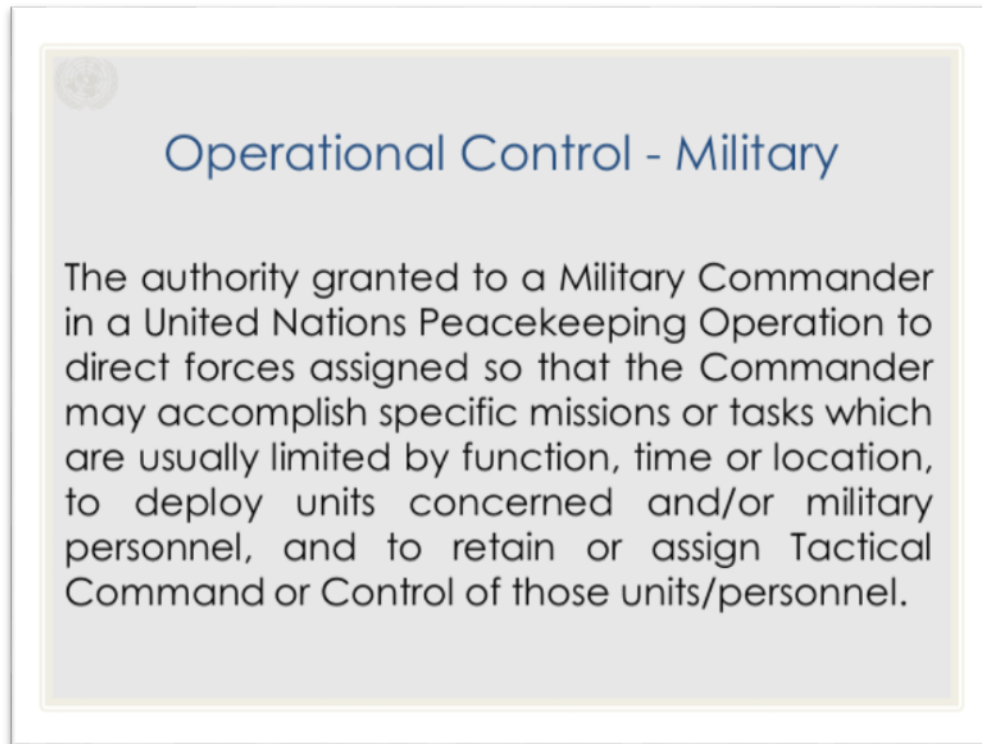 Operational Control - Military
The authority granted to a Military Commander
in a United Nations Peacekeeping Operation to
direct forces assigned so that the Commander
may accomplish specific missions or tasks which
are usually limited by function, time or location,
to deploy units concerned and/or military
personnel, and to retain or assign Tactical
Command or Control of those units/personnel.